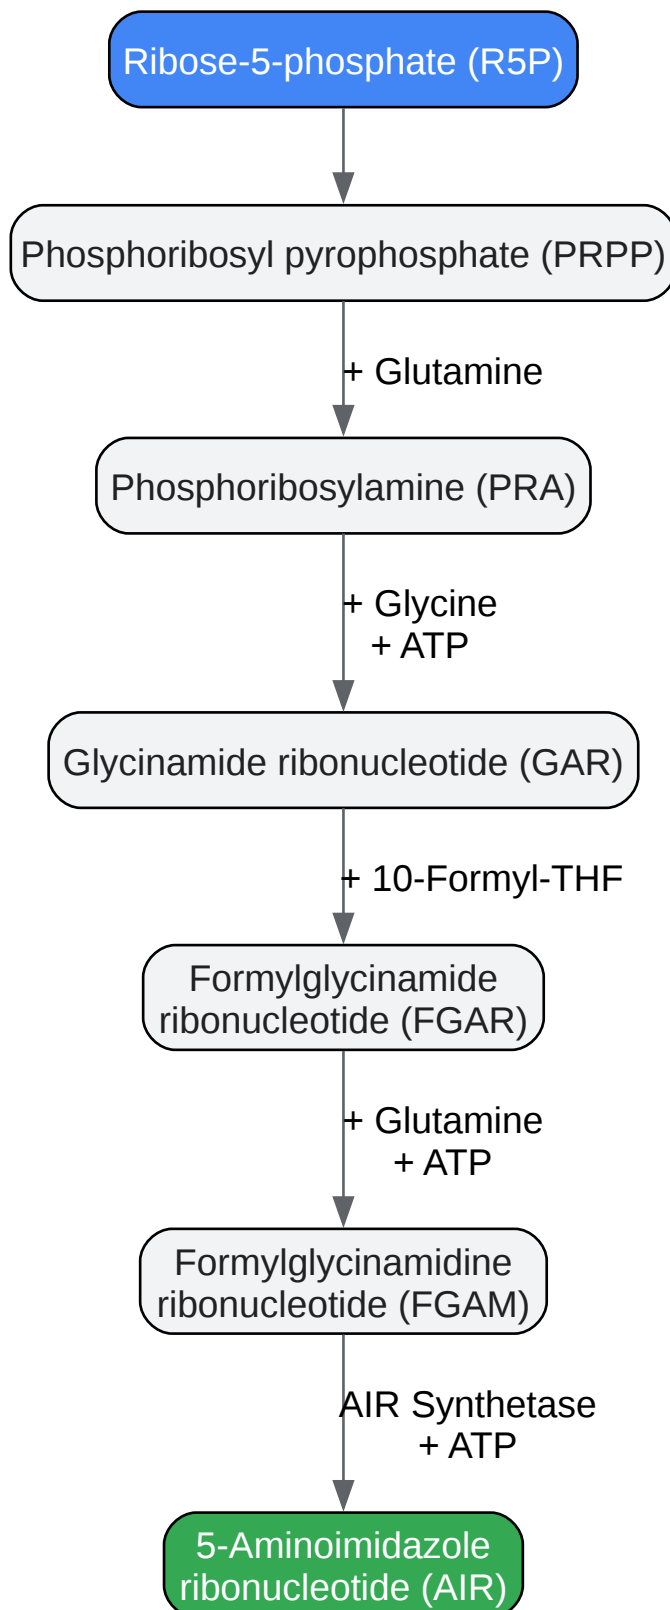 Ribose-5-phosphate (R5P)
Phosphoribosyl pyrophosphate (PRPP)
+ Glutamine
Phosphoribosylamine (PRA)
+ Glycine
+ ATP
Glycinamide ribonucleotide (GAR)
+ 10-Formyl-THF
Formylglycinamide
ribonucleotide (FGAR)
+ Glutamine
+ ATP
Formylglycinamidine
ribonucleotide (FGAM)
AIR Synthetase
+ ATP
5-Aminoimidazole
ribonucleotide (AIR)